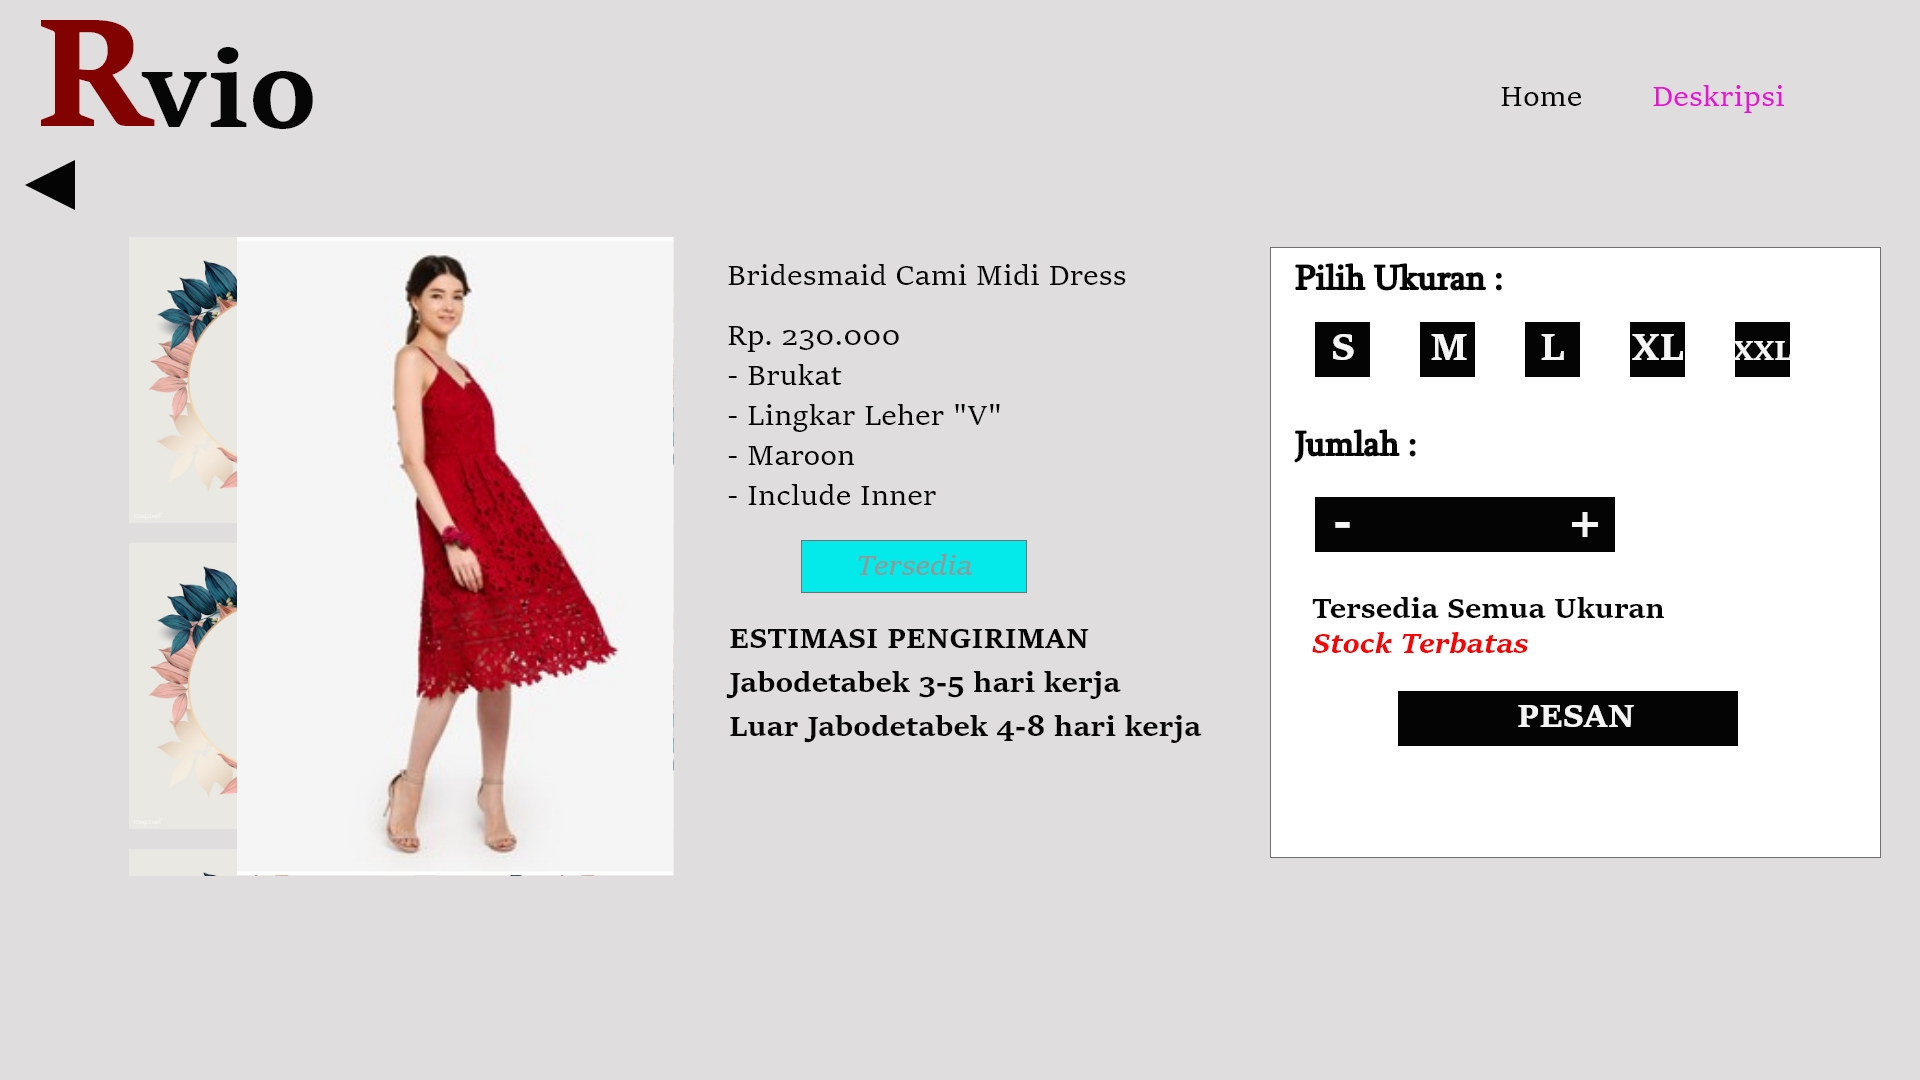 Rvio
Home Deskripsi
Bridesmaid Cami Midi Dress
Rp. 230.000
- Brukat
- Lingkar Leher "V"
- Maroon
- Include Inner
Tersedia
ESTIMASI PENGIRIMAN
Jabodetabek 3-5 hari kerja
Luar Jabodetabek 4-8 hari kerja
Pilih Ukuran :
S M L XL XXL
Jumlah :
- +
Tersedia Semua Ukuran
Stock Terbatas
PESAN